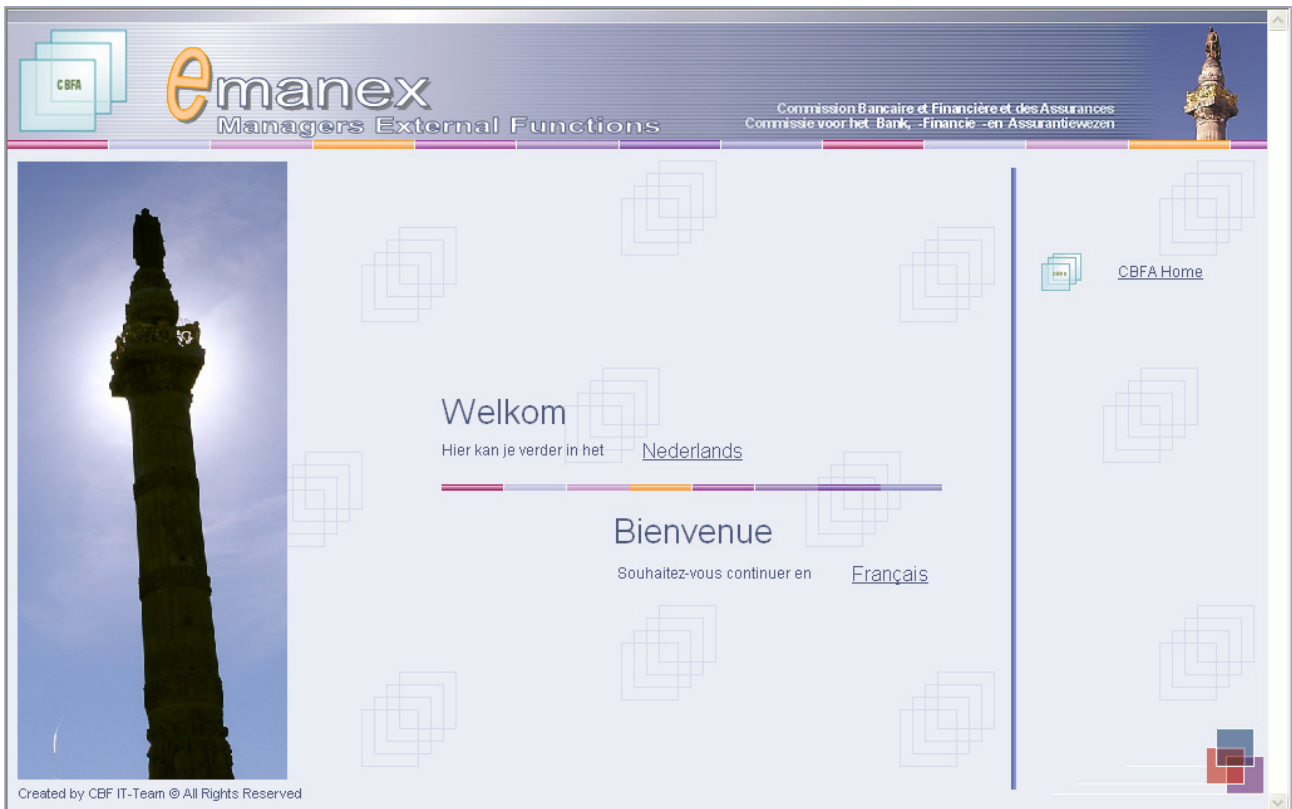 CBFA
emanex
Managers External Functions
Commission Bancaire et Financière et des Assurances
Commissie voor het Bank, -Financie -en Assurantiewezen
CBFA
CBFA Home
Welkom
Hier kan je verder in het Nederlands
Bienvenue
Souhaitez-vous continuer en Français
Created by CBF IT-Team © All Rights Reserved